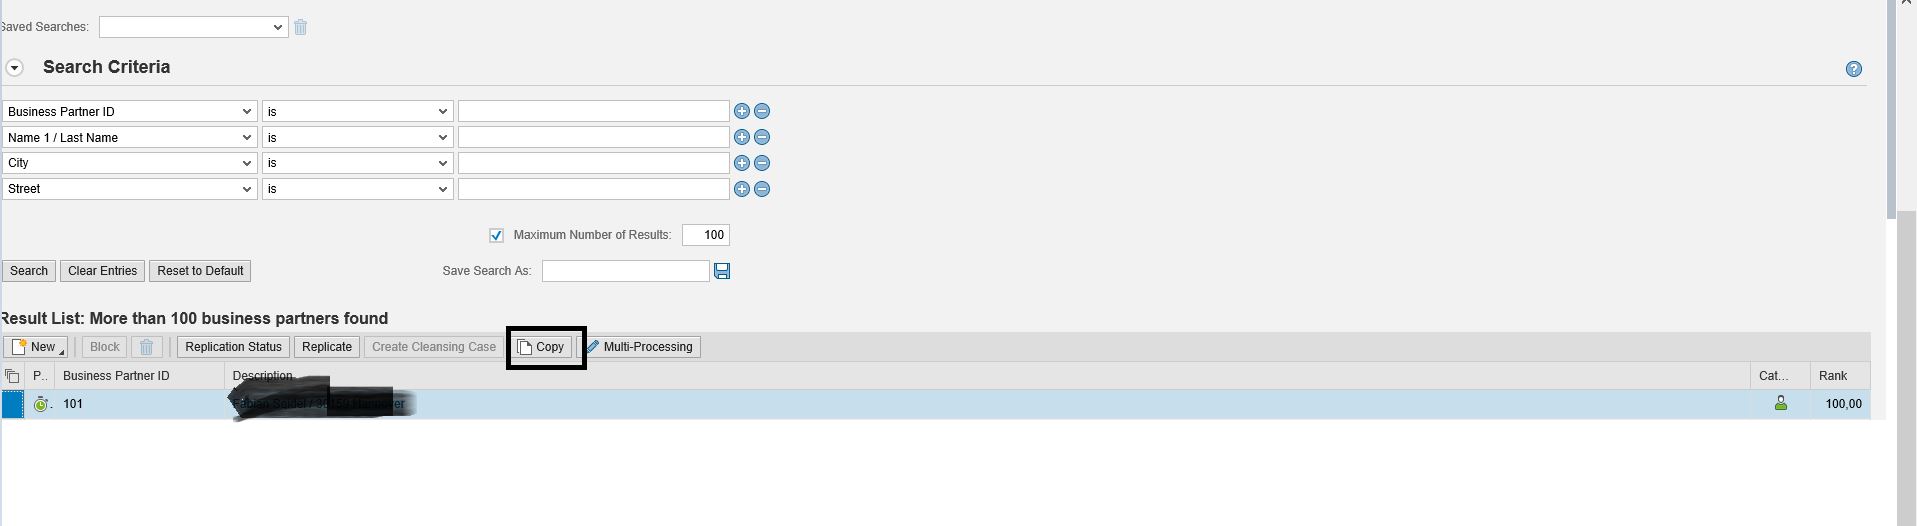 Saved Searches:
Search Criteria
?
Business Partner ID is
Name 1 / Last Name is
City is
Street is
Maximum Number of Results: 100
Search Clear Entries Reset to Default Save Search As:
Result List: More than 100 business partners found
New Block Replication Status Replicate Create Cleansing Case Copy Multi-Processing
P.. Business Partner ID Description Cat... Rank
101 100,00